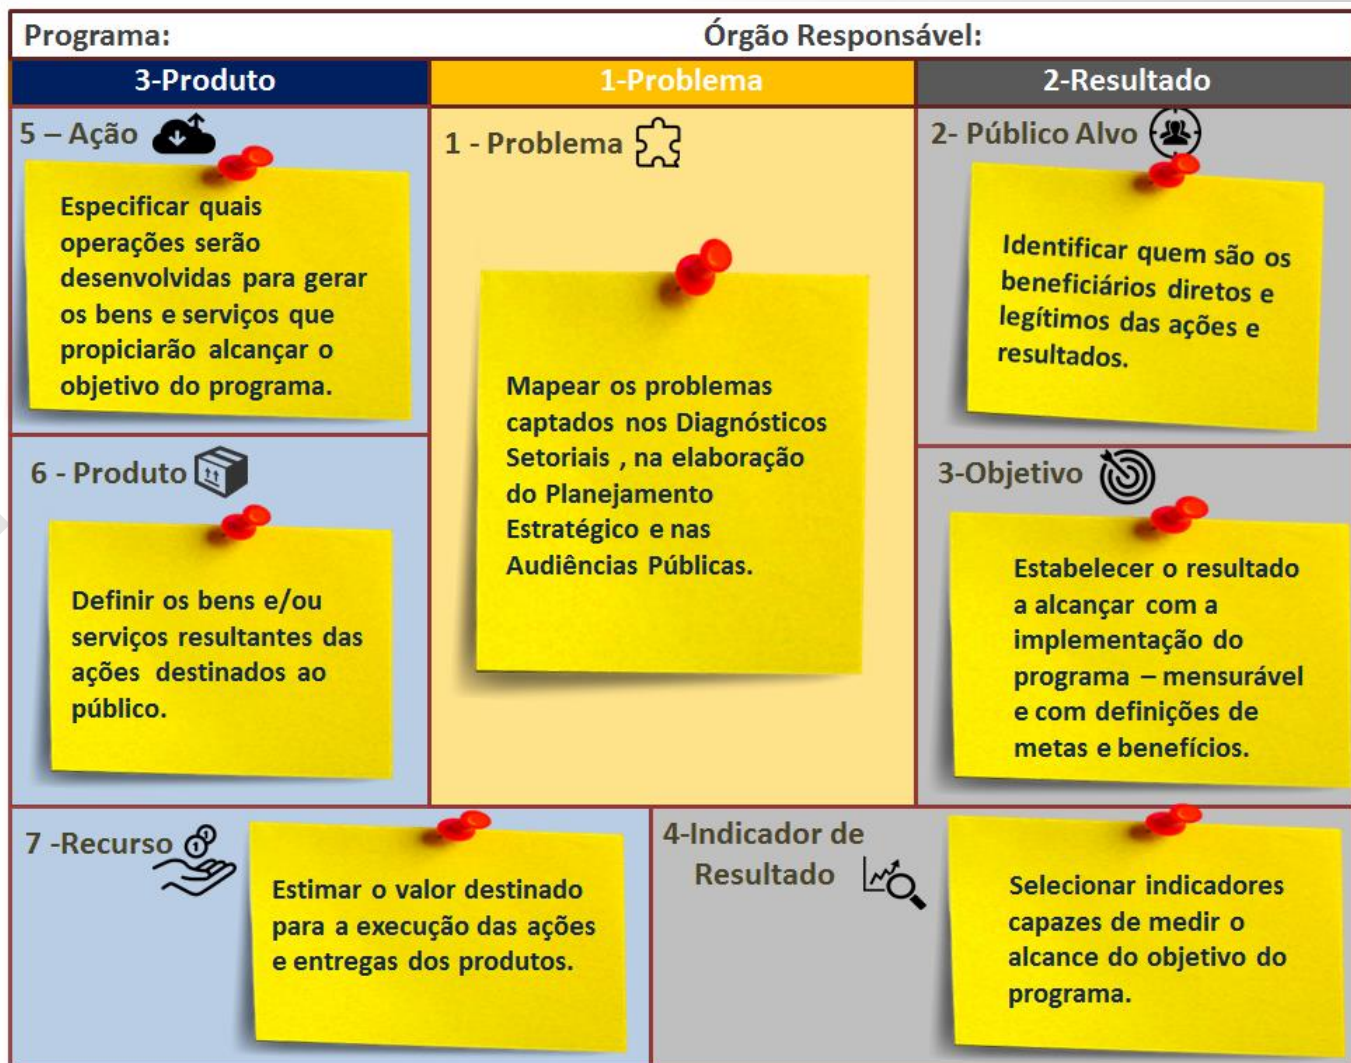 Programa:
Órgão Responsável:
3-Produto
1-Problema
2-Resultado
5 – Ação
Especificar quais
operações serão
desenvolvidas para gerar
os bens e serviços que
propiciarão alcançar o
objetivo do programa.
6 - Produto
Definir os bens e/ou
serviços resultantes das
ações destinados ao
público.
1 - Problema
Mapear os problemas
captados nos Diagnósticos
Setoriais , na elaboração
do Planejamento
Estratégico e nas
Audiências Públicas.
2- Público Alvo
Identificar quem são os
beneficiários diretos e
legítimos das ações e
resultados.
3-Objetivo
Estabelecer o resultado
a alcançar com a
implementação do
programa – mensurável
e com definições de
metas e benefícios.
7 -Recurso
Estimar o valor destinado
para a execução das ações
e entregas dos produtos.
4-Indicador de
Resultado
Selecionar indicadores
capazes de medir o
alcance do objetivo do
programa.